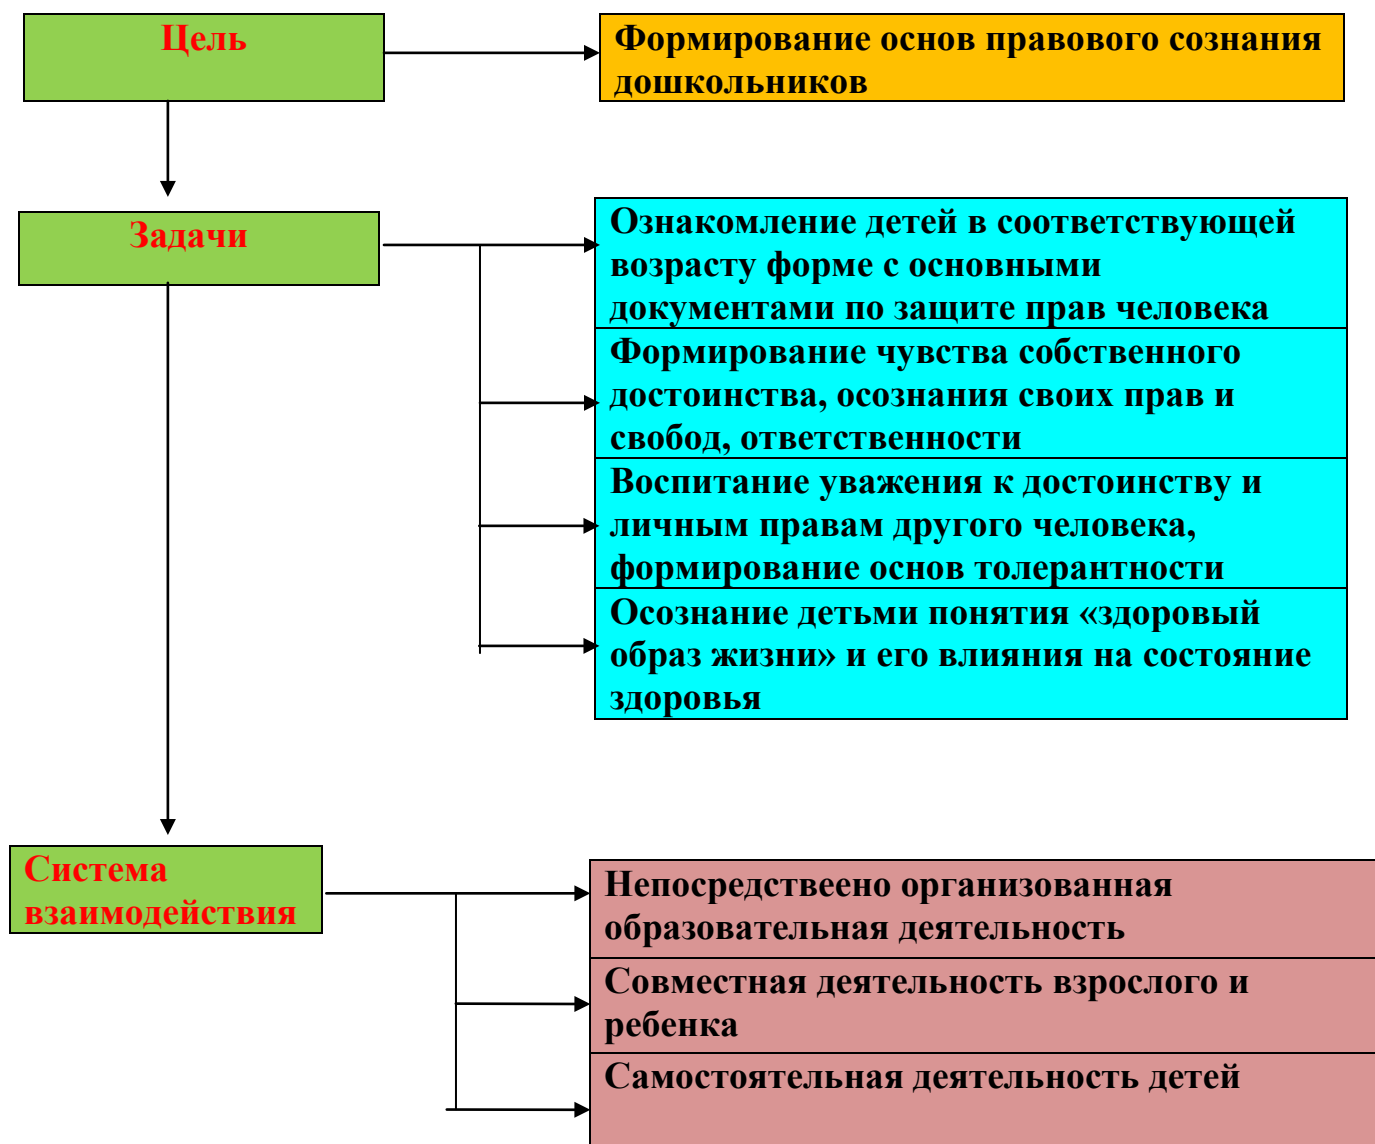 Цель
Формирование основ правового сознания
дошкольников
Задачи
Ознакомление детей в соответствующей
возрасту форме с основными
документами по защите прав человека
Формирование чувства собственного
достоинства, осознания своих прав и
свобод, ответственности
Воспитание уважения к достоинству и
личным правам другого человека,
формирование основ толерантности
Осознание детьми понятия «здоровый
образ жизни» и его влияния на состояние
здоровья
Система
взаимодействия
Непосредствеено организованная
образовательная деятельность
Совместная деятельность взрослого и
ребенка
Самостоятельная деятельность детей